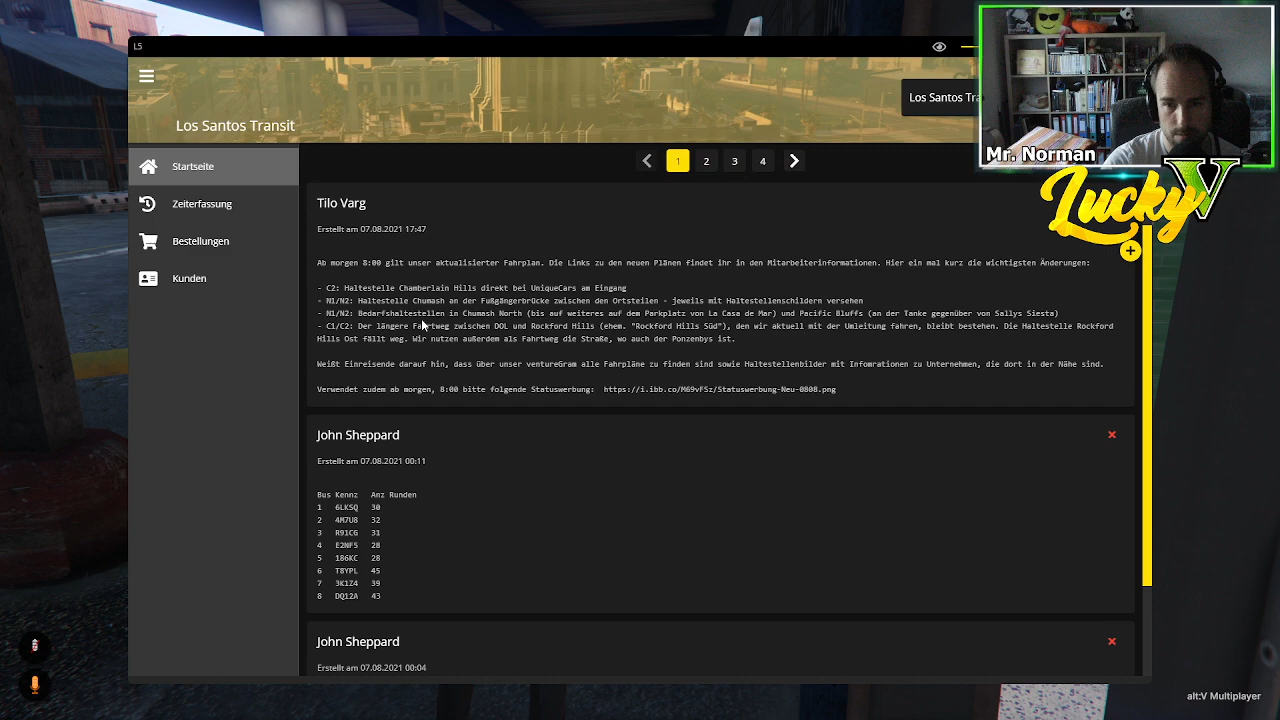 L5
Los Santos Transit
Los Santos Tra
Mr. Norman
LuckyV
Startseite
Zeiterfassung
Bestellungen
Kunden
1 2 3 4
Tilo Varg
Erstellt am 07.08.2021 17:47
Ab morgen 8:00 gilt unser aktualisierter Fahrplan. Die Links zu den neuen Plänen findet ihr in den Mitarbeiterinformationen. Hier ein mal kurz die wichtigsten Änderungen:
- C2: Haltestelle Chamberlain Hills direkt bei UniqueCars am Eingang
- N1/N2: Haltestelle Chumash an der Fußgängerbrücke zwischen den Ortstellen - jeweils mit Haltestellenschildern versehen
- N1/N2: Bedarfshaltestellen in Chumash North (bis auf weiteres auf dem Parkplatz von La Casa de Mar) und Pacific Bluffs (an der Tanke gegenüber von Sallys Siesta)
- C1/C2: Der längere Fahrtweg zwischen DOL und Rockford Hills (ehem. "Rockford Hills Süd"), den wir aktuell mit der Umleitung fahren, bleibt bestehen. Die Haltestelle Rockford
Hills Ost fällt weg. Wir nutzen außerdem als Fahrtweg die Straße, wo auch der Ponzenbys ist.
Weißt Einreisende darauf hin, dass über unser ventureGram alle Fahrpläne zu finden sind sowie Haltestellenbilder mit Infomrationen zu Unternehmen, die dort in der Nähe sind.
Verwendet zudem ab morgen, 8:00 bitte folgende Statuswerbung: https://i.ibb.co/M69vFSz/Statuswerbung-Neu-0808.png
John Sheppard
Erstellt am 07.08.2021 00:11
Bus Kennz Anz Runden
1 6LKSQ 30
2 4M7U8 32
3 R91CG 31
4 E2NF5 28
5 186KC 28
6 T8YPL 45
7 3K1Z4 39
8 DQ12A 43
John Sheppard
Erstellt am 07.08.2021 00:04
alt:V Multiplayer